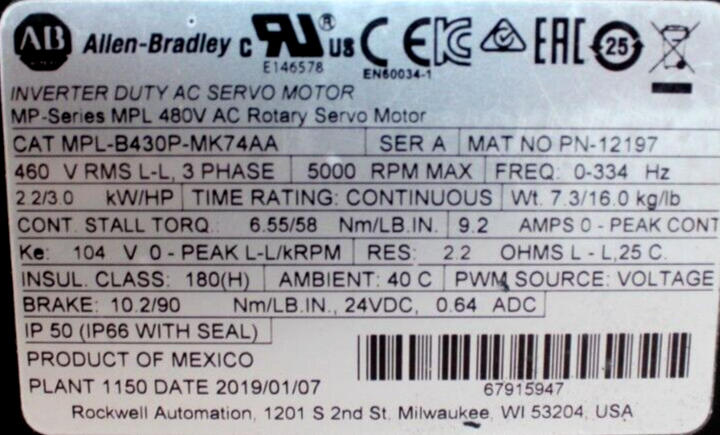 AB Allen-Bradley c RU ® US CE KC EAC 25
E146578
EN60034-1
INVERTER DUTY AC SERVO MOTOR
MP-Series MPL 480V AC Rotary Servo Motor
CAT MPL-B430P-MK74AA SER A MAT NO PN-12197
460 V RMS L-L, 3 PHASE 5000 RPM MAX FREQ: 0-334 Hz
2.2/3.0 kW/HP TIME RATING: CONTINUOUS Wt. 7.3/16.0 kg/lb
CONT. STALL TORQ.: 6.55/58 Nm/LB.IN. 9.2 AMPS 0 - PEAK CONT
Ke: 104 V 0 - PEAK L-L/kRPM RES: 2.2 OHMS L - L,25 C.
INSUL. CLASS: 180(H) AMBIENT: 40 C PWM SOURCE: VOLTAGE
BRAKE: 10.2/90 Nm/LB.IN., 24VDC, 0.64 ADC
IP 50 (IP66 WITH SEAL)
PRODUCT OF MEXICO
PLANT 1150 DATE 2019/01/07
67915947
Rockwell Automation, 1201 S 2nd St. Milwaukee, WI 53204, USA